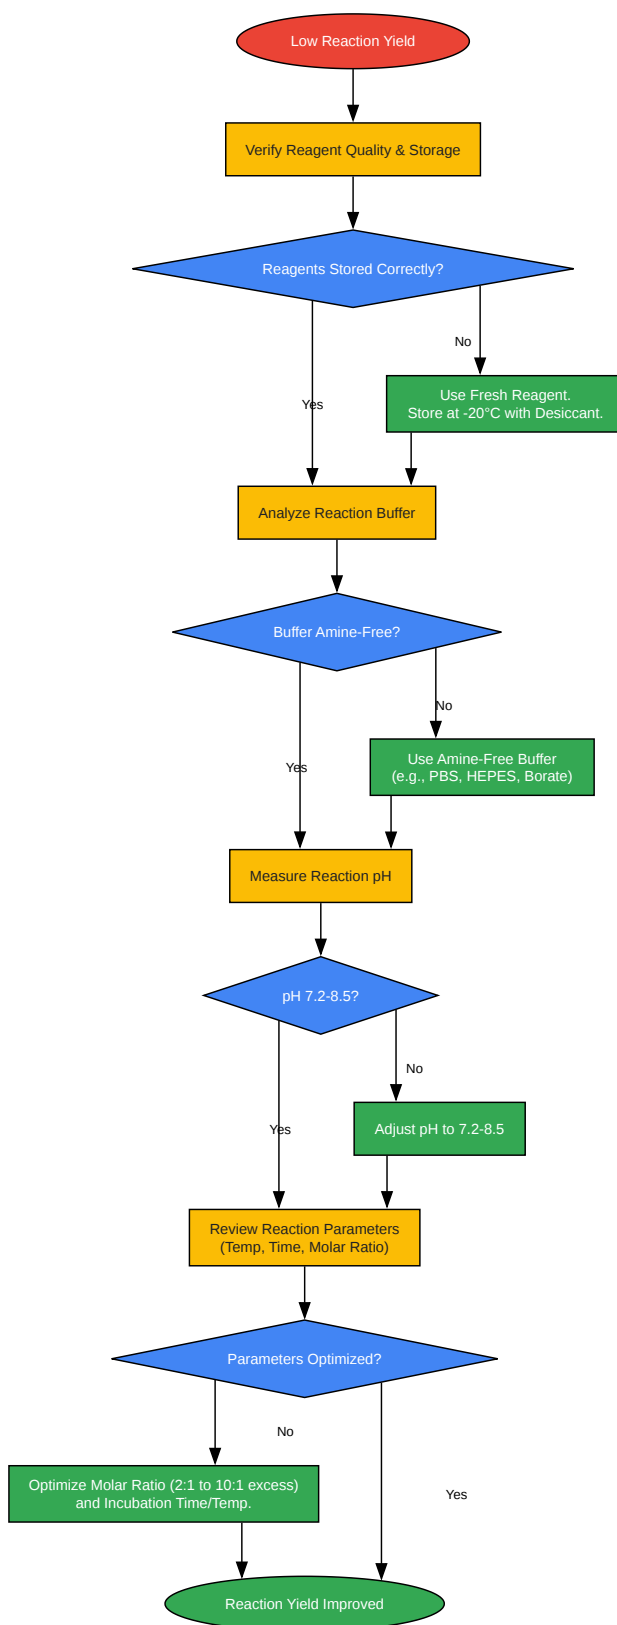 Low Reaction Yield
Verify Reagent Quality & Storage
Reagents Stored Correctly?
No
Use Fresh Reagent.
Store at -20°C with Desiccant.
Yes
Analyze Reaction Buffer
Buffer Amine-Free?
No
Use Amine-Free Buffer
(e.g., PBS, HEPES, Borate)
Yes
Measure Reaction pH
pH 7.2-8.5?
No
Adjust pH to 7.2-8.5
Yes
Review Reaction Parameters
(Temp, Time, Molar Ratio)
Parameters Optimized?
No
Optimize Molar Ratio (2:1 to 10:1 excess)
and Incubation Time/Temp.
Yes
Reaction Yield Improved